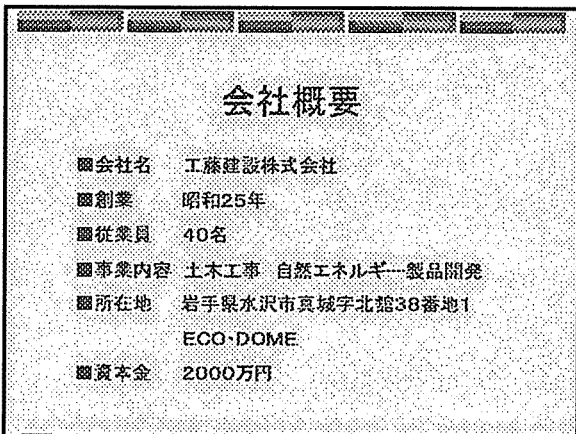 会社概要
会社名 工藤建設株式会社
創業 昭和25年
従業員 40名
事業内容 土木工事 自然エネルギー製品開発
所在地 岩手県水沢市真城字北舘38番地1
ECO・DOME
資本金 2000万円